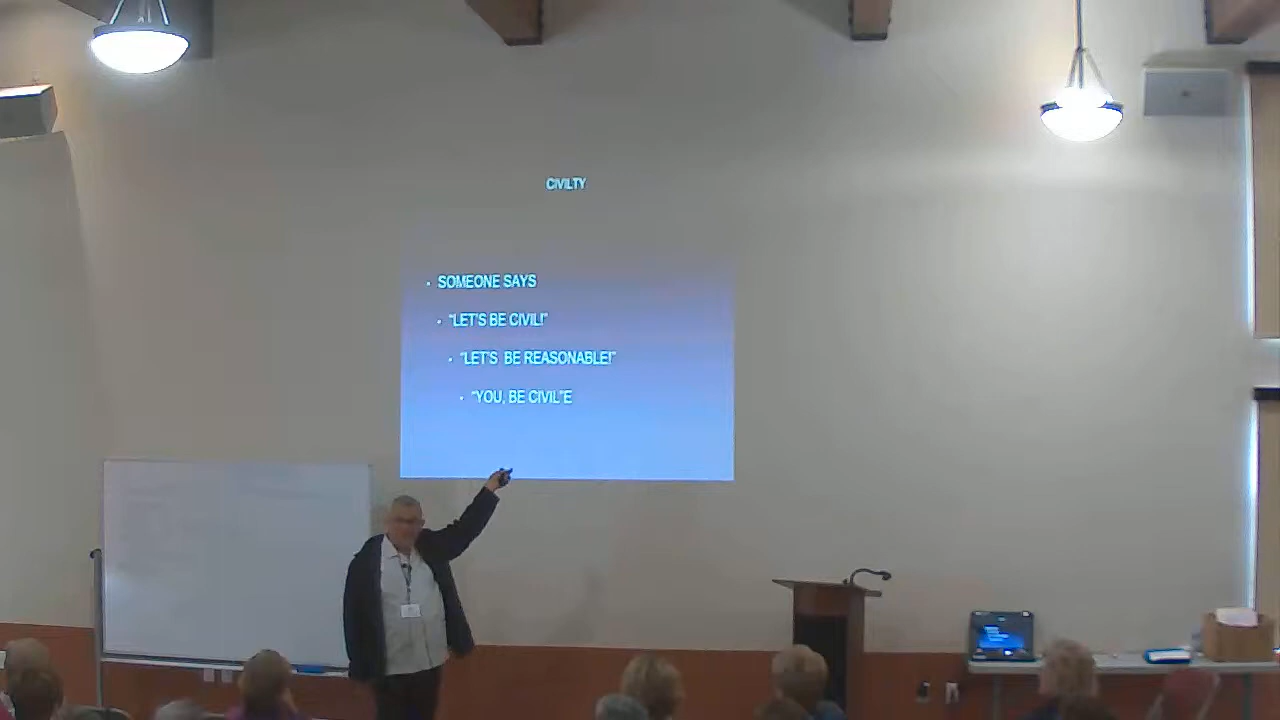 CIVILTY
• SOMEONE SAYS
• "LET'S BE CIVIL!"
• "LET'S BE REASONABLE!"
• "YOU, BE CIVIL"E